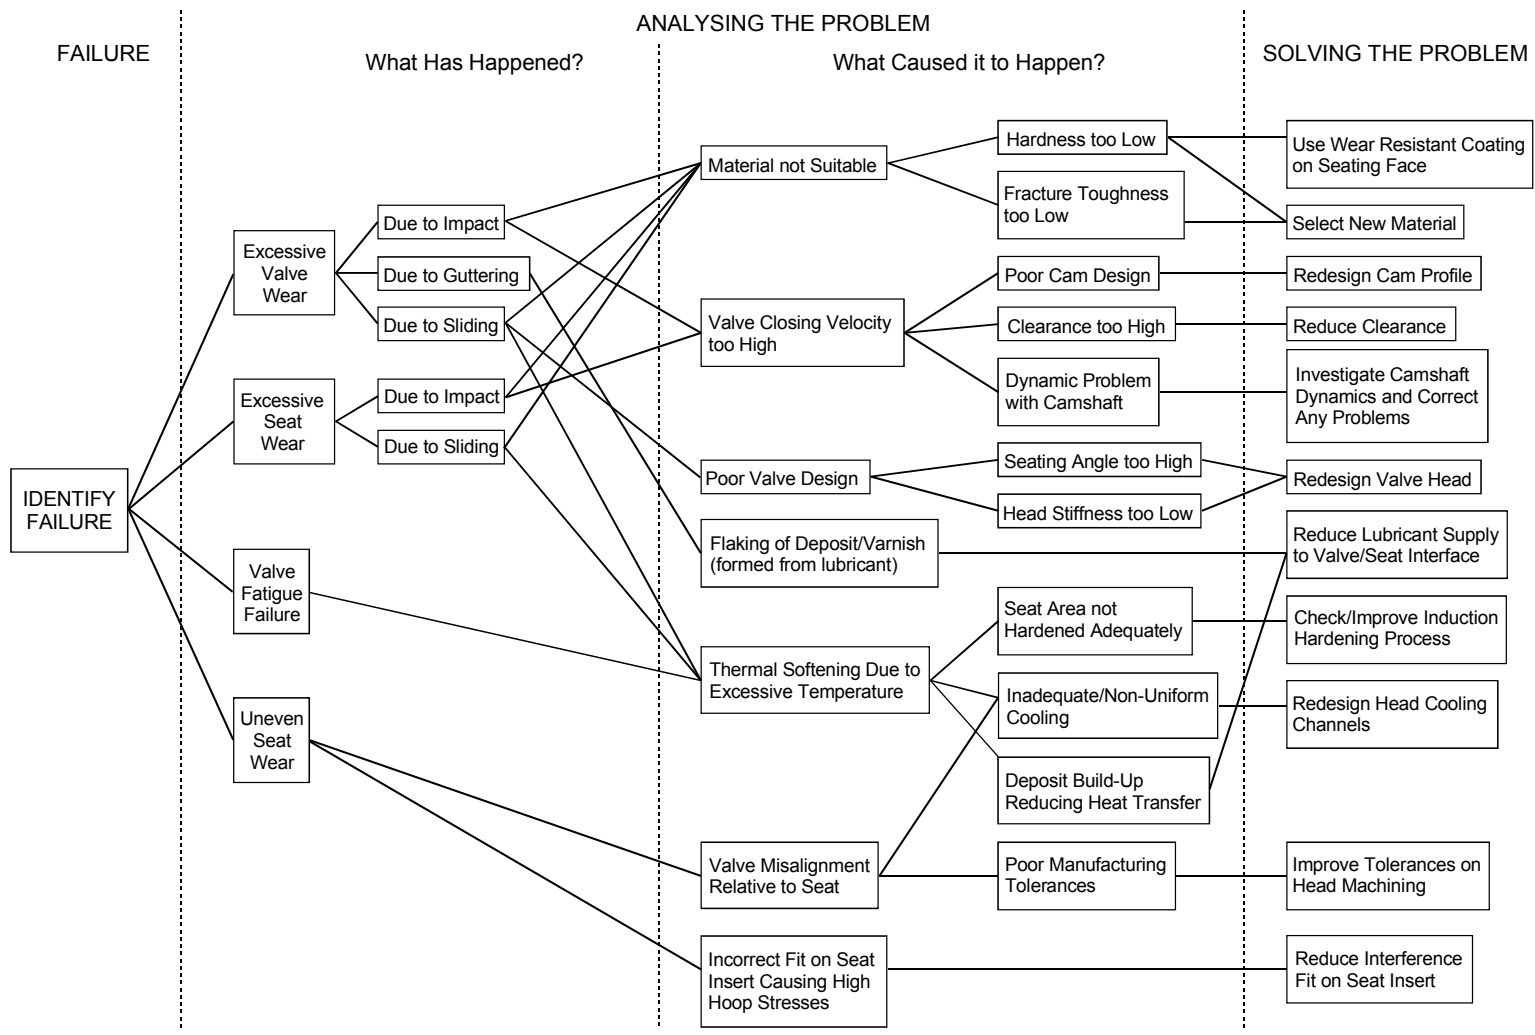 ANALYSING THE PROBLEM
FAILURE
What Has Happened?
What Caused it to Happen?
SOLVING THE PROBLEM
IDENTIFY
FAILURE
Excessive
Valve
Wear
Due to Impact
Due to Guttering
Due to Sliding
Excessive
Seat
Wear
Due to Impact
Due to Sliding
Valve
Fatigue
Failure
Uneven
Seat
Wear
Material not Suitable
Valve Closing Velocity
too High
Poor Valve Design
Flaking of Deposit/Varnish
(formed from lubricant)
Thermal Softening Due to
Excessive Temperature
Valve Misalignment
Relative to Seat
Incorrect Fit on Seat
Insert Causing High
Hoop Stresses
Hardness too Low
Fracture Toughness
too Low
Poor Cam Design
Clearance too High
Dynamic Problem
with Camshaft
Seating Angle too High
Head Stiffness too Low
Seat Area not
Hardened Adequately
Inadequate/Non-Uniform
Cooling
Deposit Build-Up
Reducing Heat Transfer
Poor Manufacturing
Tolerances
Use Wear Resistant Coating
on Seating Face
Select New Material
Redesign Cam Profile
Reduce Clearance
Investigate Camshaft
Dynamics and Correct
Any Problems
Redesign Valve Head
Reduce Lubricant Supply
to Valve/Seat Interface
Check/Improve Induction
Hardening Process
Redesign Head Cooling
Channels
Improve Tolerances on
Head Machining
Reduce Interference
Fit on Seat Insert